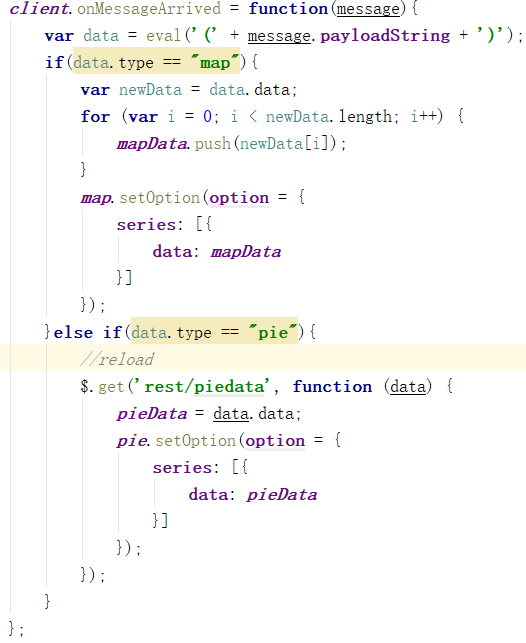 client.onMessageArrived = function(message){
    var data = eval('(' + message.payloadString + ')');
    if(data.type == "map"){
        var newData = data.data;
        for (var i = 0; i < newData.length; i++) {
            mapData.push(newData[i]);
        }
        map.setOption(option = {
            series: [{
                data: mapData
            }]
        });
    }else if(data.type == "pie"){
        //reload
        $.get('rest/piedata', function (data) {
            pieData = data.data;
            pie.setOption(option = {
                series: [{
                    data: pieData
                }]
            });
        });
    }
};